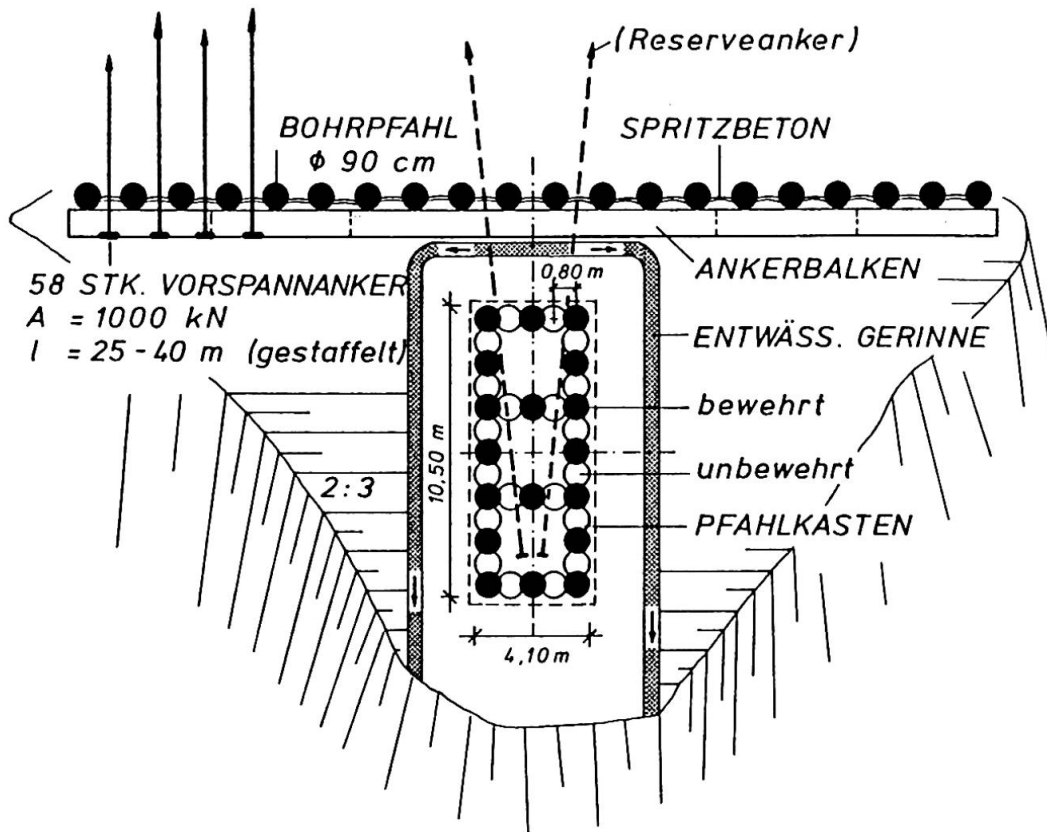 (Reserveanker)
BOHRPFAHL
ϕ 90 cm
SPRITZBETON
0,80 m
58 STK. VORSPANNANKER
A = 1000 kN
l = 25 - 40 m (gestaffelt)
ANKERBALKEN
ENTWÄSS. GERINNE
bewehrt
10,50 m
unbewehrt
2:3
PFAHLKASTEN
4,10 m